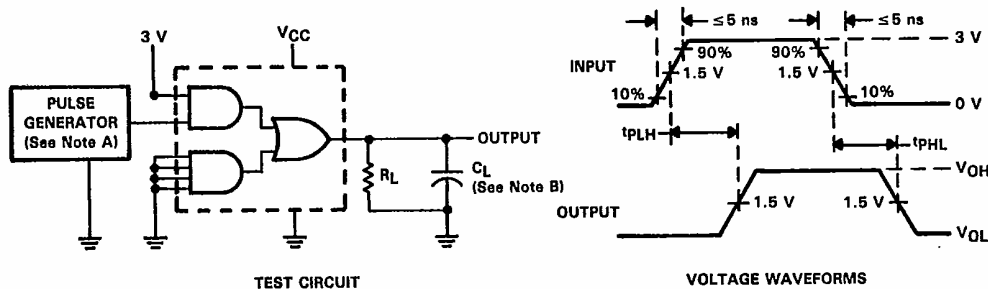 3 V
VCC
PULSE
GENERATOR
(See Note A)
RL
CL
(See Note B)
OUTPUT
TEST CIRCUIT
≤5 ns
≤5 ns
INPUT
10%
90%
1.5 V
90%
1.5 V
10%
3 V
0 V
tPLH
tPHL
OUTPUT
1.5 V
1.5 V
VOH
VOL
VOLTAGE WAVEFORMS